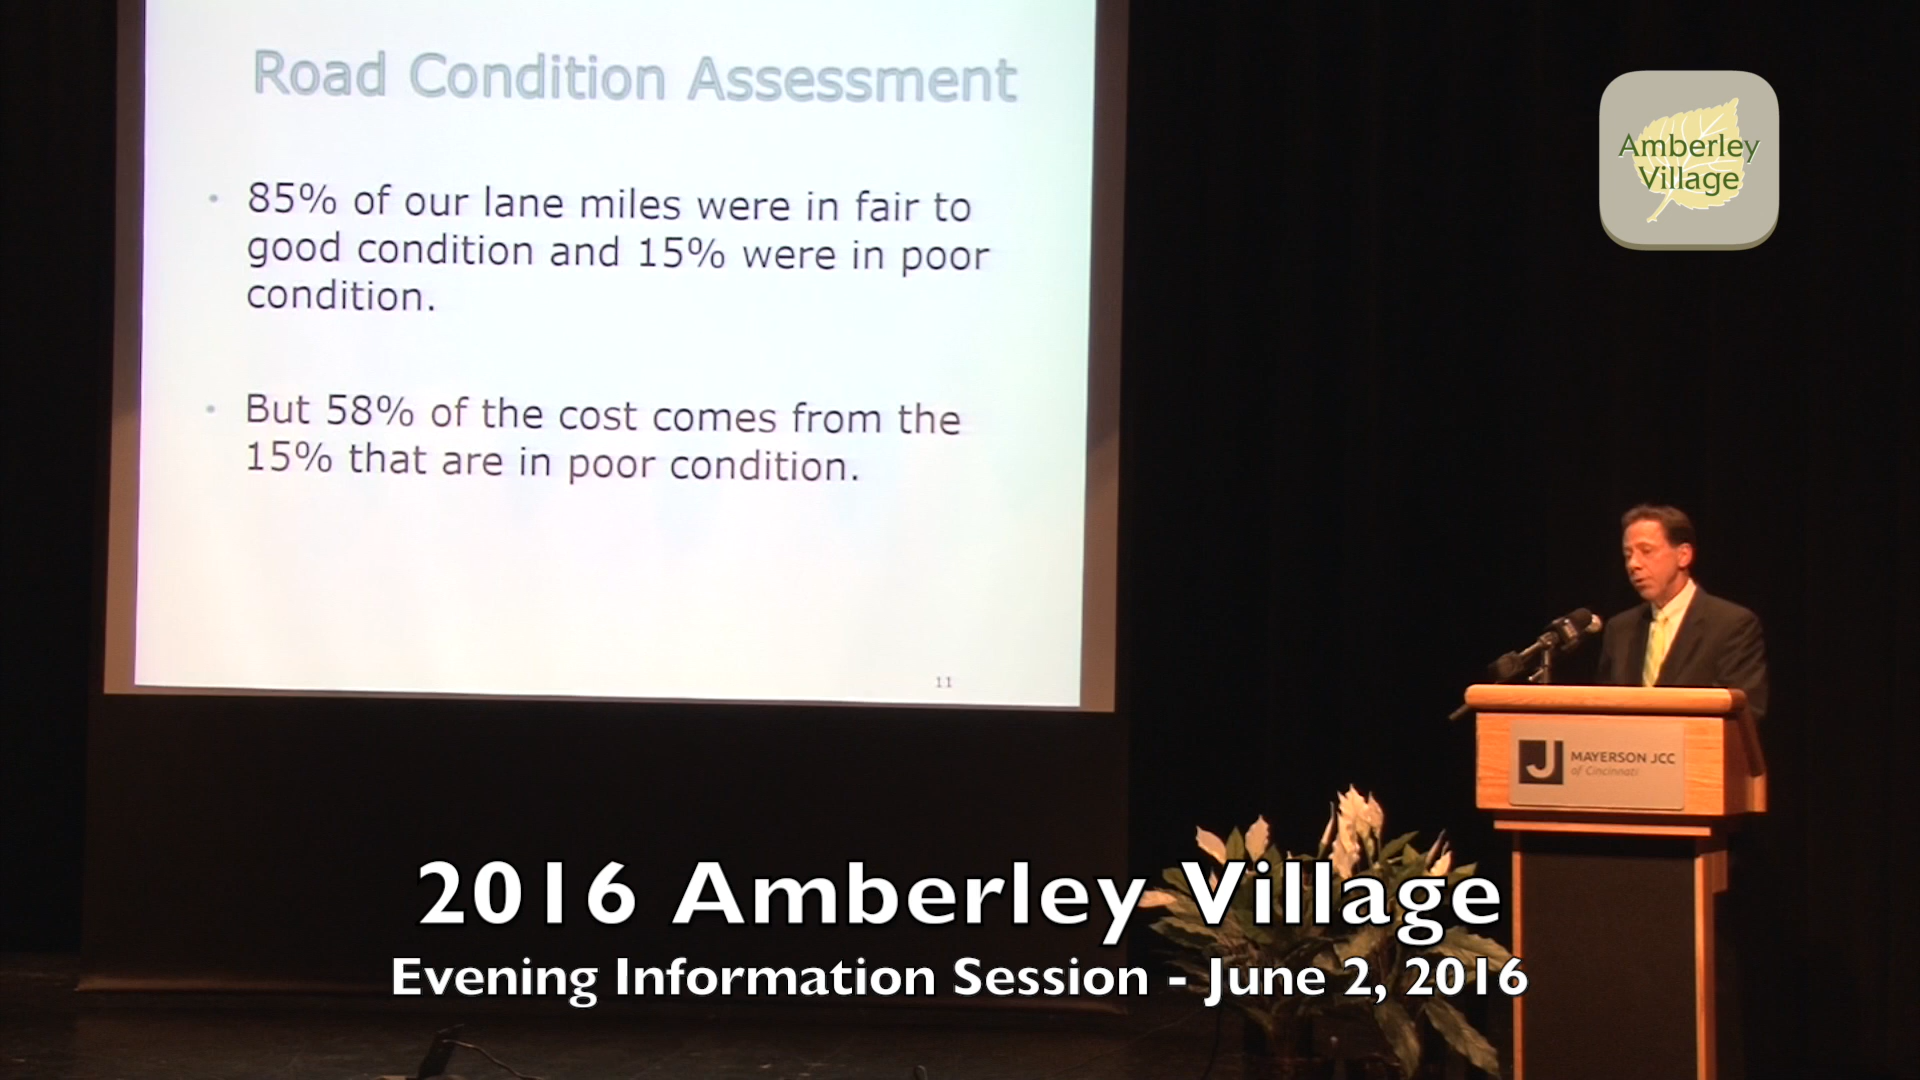 Road Condition Assessment
• 85% of our lane miles were in fair to
good condition and 15% were in poor
condition.
• But 58% of the cost comes from the
15% that are in poor condition.
11
Amberley
Village
J
MAYERSON JCC
of Cincinnati
2016 Amberley Village
Evening Information Session - June 2, 2016